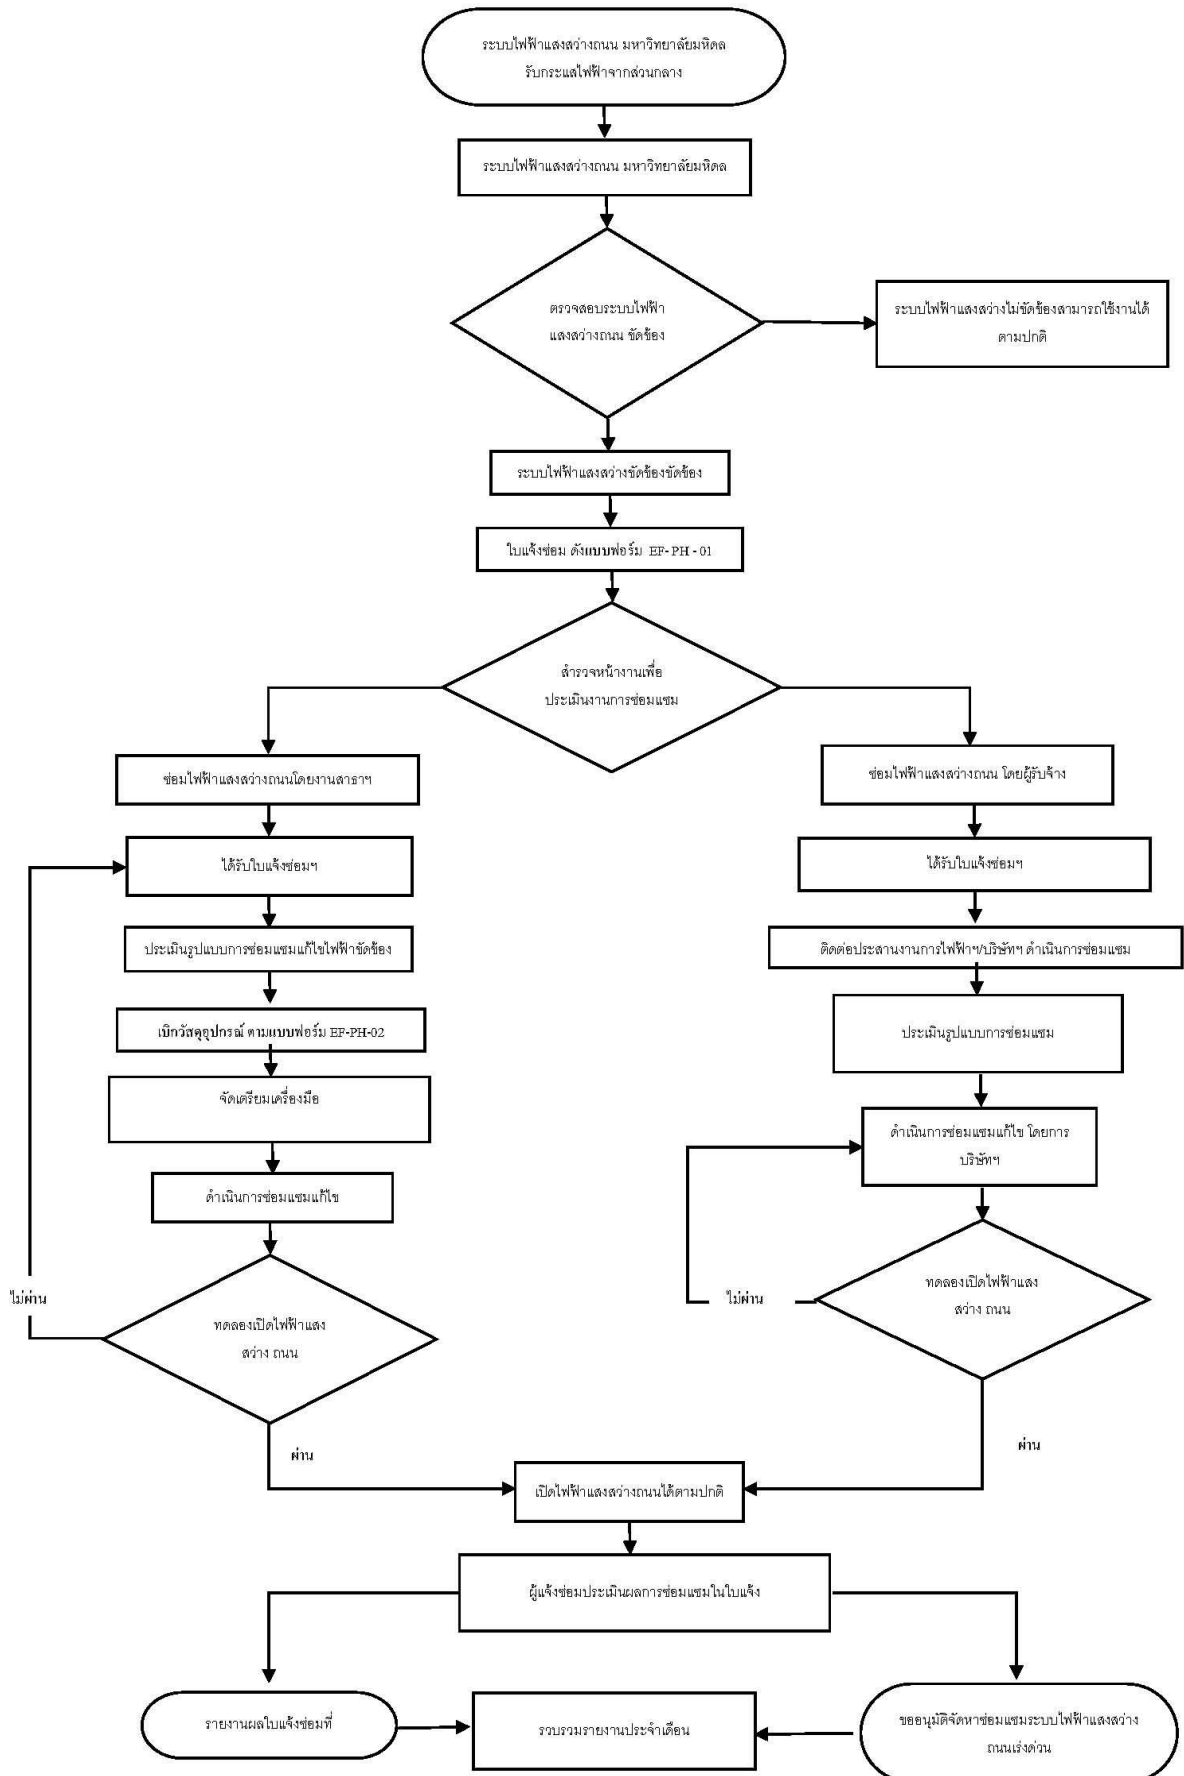 ระบบไฟฟ้าแสงสว่างถนน มหาวิทยาลัยมหิดล
รับกระแสไฟฟ้าจากส่วนกลาง
ระบบไฟฟ้าแสงสว่างถนน มหาวิทยาลัยมหิดล
ตรวจสอบระบบไฟฟ้า
แสงสว่างถนน ขัดข้อง
ระบบไฟฟ้าแสงสว่างไม่ขัดข้องสามารถใช้งานได้
ตามปกติ
ระบบไฟฟ้าแสงสว่างขัดข้องขัดข้อง
ใบแจ้งซ่อม ดังแบบฟอร์ม EF- PH - 01
สำรวจหน้างานเพื่อ
ประเมินงานการซ่อมแซม
ซ่อมไฟฟ้าแสงสว่างถนนโดยงานสาธาฯ
ได้รับใบแจ้งซ่อมฯ
ประเมินรูปแบบการซ่อมแซมแก้ไขไฟฟ้าขัดข้อง
เบิกวัสดุอุปกรณ์ ตามแบบฟอร์ม EF-PH-02
จัดเตรียมเครื่องมือ
ดำเนินการซ่อมแซมแก้ไข
ไม่ผ่าน
ทดลองเปิดไฟฟ้าแสง
สว่าง ถนน
ผ่าน
ซ่อมไฟฟ้าแสงสว่างถนน โดยผู้รับจ้าง
ได้รับใบแจ้งซ่อมฯ
ติดต่อประสานงานการไฟฟ้าฯ/บริษัทฯ ดำเนินการซ่อมแซม
ประเมินรูปแบบการซ่อมแซม
ดำเนินการซ่อมแซมแก้ไข โดยการ
บริษัทฯ
ไม่ผ่าน
ทดลองเปิดไฟฟ้าแสง
สว่าง ถนน
ผ่าน
เปิดไฟฟ้าแสงสว่างถนนได้ตามปกติ
ผู้แจ้งซ่อมประเมินผลการซ่อมแซมในใบแจ้ง
รายงานผลใบแจ้งซ่อมที่
รวบรวมรายงานประจำเดือน
ขออนุมัติจัดหาซ่อมแซมระบบไฟฟ้าแสงสว่าง
ถนนเร่งด่วน